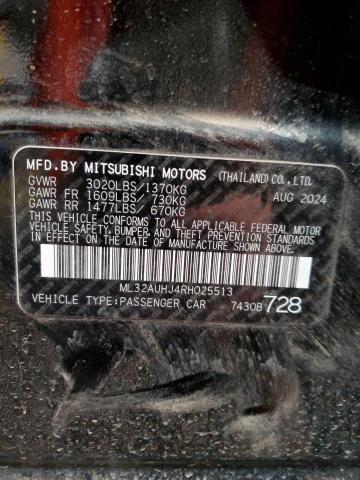 MFD.BY MITSUBISHI MOTORS (THAILAND) CO.,LTD.
GVWR 3020LBS/1370KG AUG 2024
GAWR FR 1609LBS/ 730KG
GAWR RR 1477LBS/ 670KG
THIS VEHICLE CONFORMS TO ALL APPLICABLE FEDERAL MOTOR
VEHICLE SAFETY, BUMPER, AND THEFT PREVENTION STANDARDS
IN EFFECT ON THE DATE OF MANUFACTURE SHOWN ABOVE.
ML32AUHJ4RH025513
VEHICLE TYPE:PASSENGER CAR 7430B 728